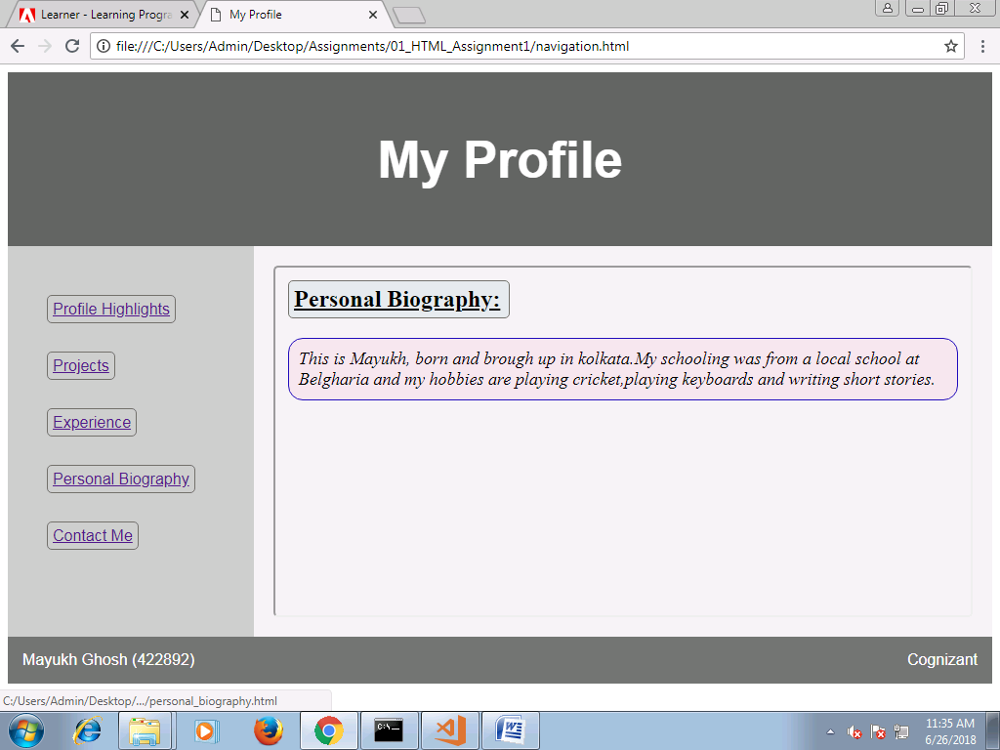 Learner - Learning Progra
My Profile
file:///C:/Users/Admin/Desktop/Assignments/01_HTML_Assignment1/navigation.html
My Profile
Profile Highlights
Projects
Experience
Personal Biography
Contact Me
Personal Biography:
This is Mayukh, born and brough up in kolkata.My schooling was from a local school at
Belgharia and my hobbies are playing cricket,playing keyboards and writing short stories.
Mayukh Ghosh (422892)
Cognizant
C:/Users/Admin/Desktop/.../personal_biography.html
C:\_
11:35 AM
6/26/2018